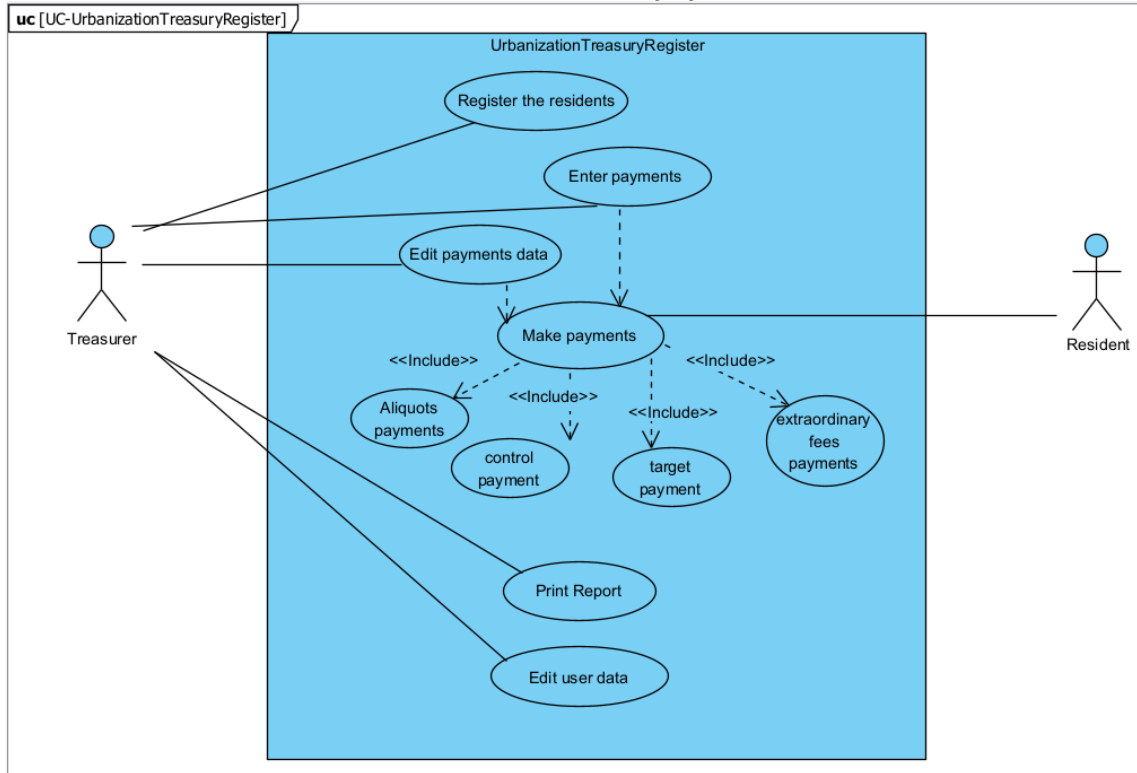 uc [UC-UrbanizationTreasuryRegister]
UrbanizationTreasuryRegister
Register the residents
Enter payments
Edit payments data
Treasurer
Make payments
Resident
<<Include>>
<<Include>>
<<Include>>
<<Include>>
Aliquots
payments
control
payment
target
payment
extraordinary
fees
payments
Print Report
Edit user data